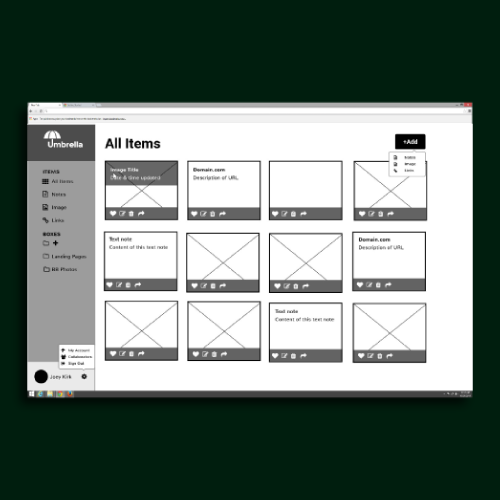 Umbrella
All Items
+Add
Notes
Image
Links
ITEMS
All Items
Notes
Image
Links
BOXES
+
Landing Pages
HR Photos
Image Title
Date & time updated
Domain.com
Description of URL
Text note
Content of this text note
Domain.com
Description of URL
Text note
Content of this text note
My Account
Collaborators
Sign Out
Joey Kirk